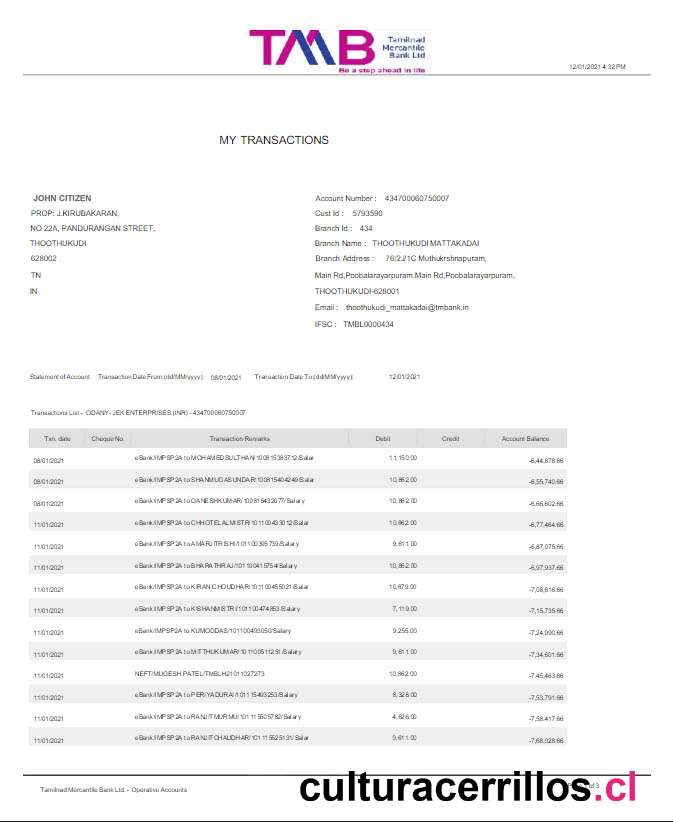 TMB Tamilnad
Mercantile
Bank Ltd
Be a step ahead in life
12/01/2021 4:32 PM
MY TRANSACTIONS
JOHN CITIZEN
PROP: J.KIRUBAKARAN,
NO 22A, PANDURANGAN STREET,
THOOTHUKUDI
628002
TN
IN
Account Number : 434700060750007
Cust Id : 5793590
Branch Id : 434
Branch Name : THOOTHUKUDI MATTAKADAI
Branch Address : 76/2,21C Muthukrshnapuram,
Main Rd,Poobalarayarpuram,Main Rd,Poobalarayarpuram,
THOOTHUKUDI-628001
Email : thoothukudi_mattakadai@tmbank.in
IFSC : TMBL0000434
Statement of Account Transaction Date From:(dd/MM/yyyy): 08/01/2021 Transaction Date To:(dd/MM/yyyy): 12/01/2021
Transactions List - ODANY- JEK ENTERPRISES (INR) - 434700060750007
Txn. date Cheque No. Transaction Remarks Debit Credit Account Balance
08/01/2021 eBank/IMPSP2A to MOHAMEDSULTHAN/100815383712/Salar 11,150.00 -6,44,878.66
08/01/2021 eBank/IMPSP2A to SHANMUGASUNDAR/100815404249/Salar 10,862.00 -6,55,740.66
08/01/2021 eBank/IMPSP2A to GANESHKUMAR/100815432077/Salary 10,862.00 -6,66,602.66
11/01/2021 eBank/IMPSP2A to CHHOTELALMISTR/101100433012/Salar 10,862.00 -6,77,464.66
11/01/2021 eBank/IMPSP2A to AMARJITRISHI/101100305739/Salary 9,611.00 -6,87,075.66
11/01/2021 eBank/IMPSP2A to BHARATHRAJ/101100415754/Salary 10,862.00 -6,97,937.66
11/01/2021 eBank/IMPSP2A to KIRANICHOUDHAR/101100455021/Salar 10,679.00 -7,08,616.66
11/01/2021 eBank/IMPSP2A to KISHANMISTRI/101100474863/Salary 7,119.00 -7,15,735.66
11/01/2021 eBank/IMPSP2A to KUMODDAS/101100493050/Salary 9,255.00 -7,24,990.66
11/01/2021 eBank/IMPSP2A to MITTHUKUMAR/101100511251/Salary 9,611.00 -7,34,601.66
11/01/2021 NEFT/MUGESH PATEL/TMBLH21011027273 10,862.00 -7,45,463.66
11/01/2021 eBank/IMPSP2A to PERIYADURAI/101115493253/Salary 8,328.00 -7,53,791.66
11/01/2021 eBank/IMPSP2A to RANJITMURMU/101115505782/Salary 4,626.00 -7,58,417.66
11/01/2021 eBank/IMPSP2A to RANJITCHAUDHAR/101115525131/Salar 9,611.00 -7,68,028.66
Tamilnad Mercantile Bank Ltd. - Operative Accounts
of 3
culturacerrillos.cl